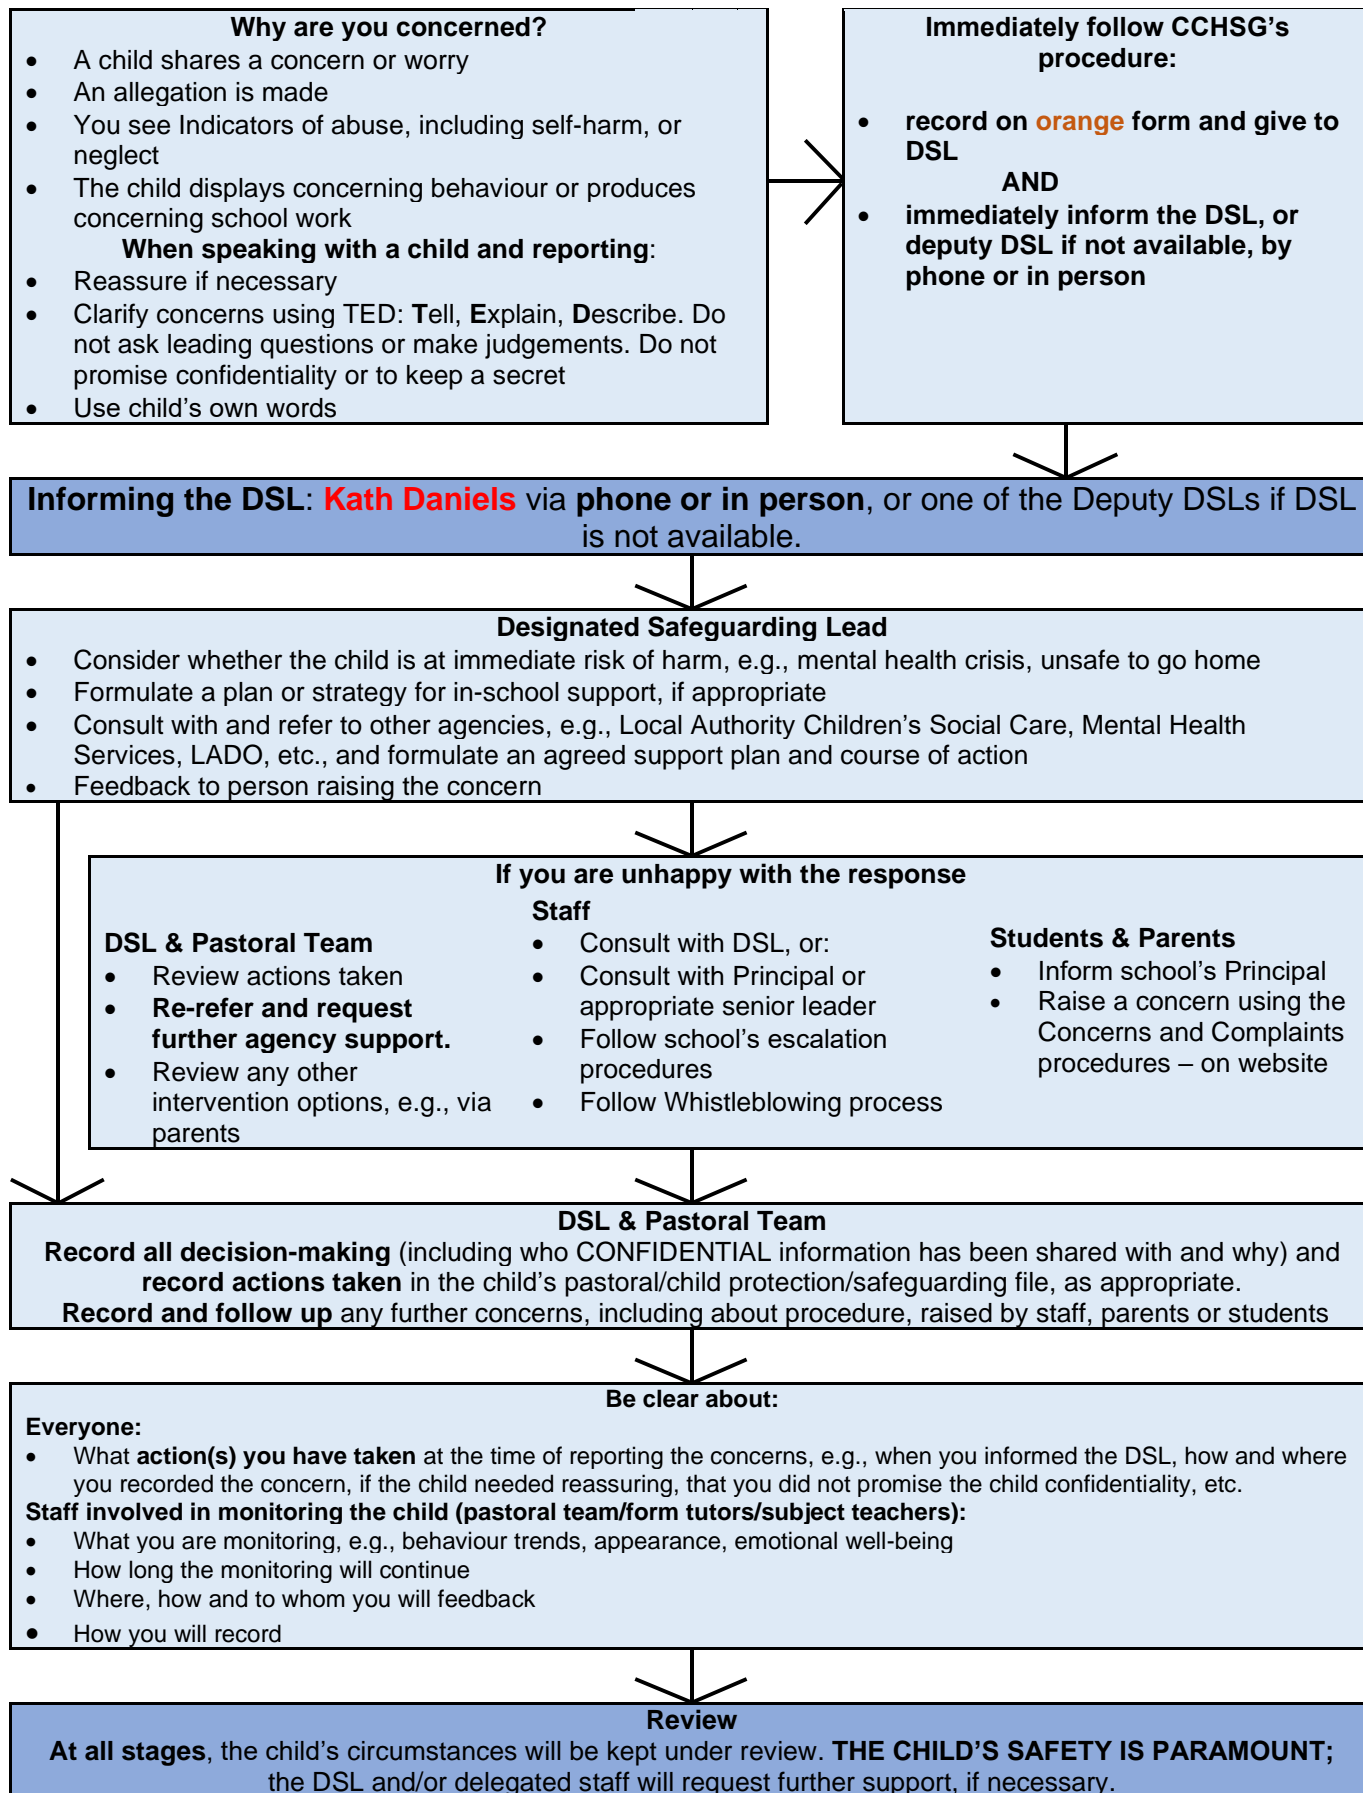 Why are you concerned?
• A child shares a concern or worry
• An allegation is made
• You see Indicators of abuse, including self-harm, or
neglect
• The child displays concerning behaviour or produces
concerning school work
When speaking with a child and reporting:
• Reassure if necessary
• Clarify concerns using TED: Tell, Explain, Describe. Do
not ask leading questions or make judgements. Do not
promise confidentiality or to keep a secret
• Use child’s own words
Immediately follow CCHSG’s
procedure:
• record on orange form and give to
DSL
AND
• immediately inform the DSL, or
deputy DSL if not available, by
phone or in person
Informing the DSL: Kath Daniels via phone or in person, or one of the Deputy DSLs if DSL
is not available.
Designated Safeguarding Lead
• Consider whether the child is at immediate risk of harm, e.g., mental health crisis, unsafe to go home
• Formulate a plan or strategy for in-school support, if appropriate
• Consult with and refer to other agencies, e.g., Local Authority Children’s Social Care, Mental Health
Services, LADO, etc., and formulate an agreed support plan and course of action
• Feedback to person raising the concern
If you are unhappy with the response
DSL & Pastoral Team
• Review actions taken
• Re-refer and request
further agency support.
• Review any other
intervention options, e.g., via
parents
Staff
• Consult with DSL, or:
• Consult with Principal or
appropriate senior leader
• Follow school’s escalation
procedures
• Follow Whistleblowing process
Students & Parents
• Inform school’s Principal
• Raise a concern using the
Concerns and Complaints
procedures – on website
DSL & Pastoral Team
Record all decision-making (including who CONFIDENTIAL information has been shared with and why) and
record actions taken in the child’s pastoral/child protection/safeguarding file, as appropriate.
Record and follow up any further concerns, including about procedure, raised by staff, parents or students
Be clear about:
Everyone:
• What action(s) you have taken at the time of reporting the concerns, e.g., when you informed the DSL, how and where
you recorded the concern, if the child needed reassuring, that you did not promise the child confidentiality, etc.
Staff involved in monitoring the child (pastoral team/form tutors/subject teachers):
• What you are monitoring, e.g., behaviour trends, appearance, emotional well-being
• How long the monitoring will continue
• Where, how and to whom you will feedback
• How you will record
Review
At all stages, the child’s circumstances will be kept under review. THE CHILD’S SAFETY IS PARAMOUNT;
the DSL and/or delegated staff will request further support, if necessary.